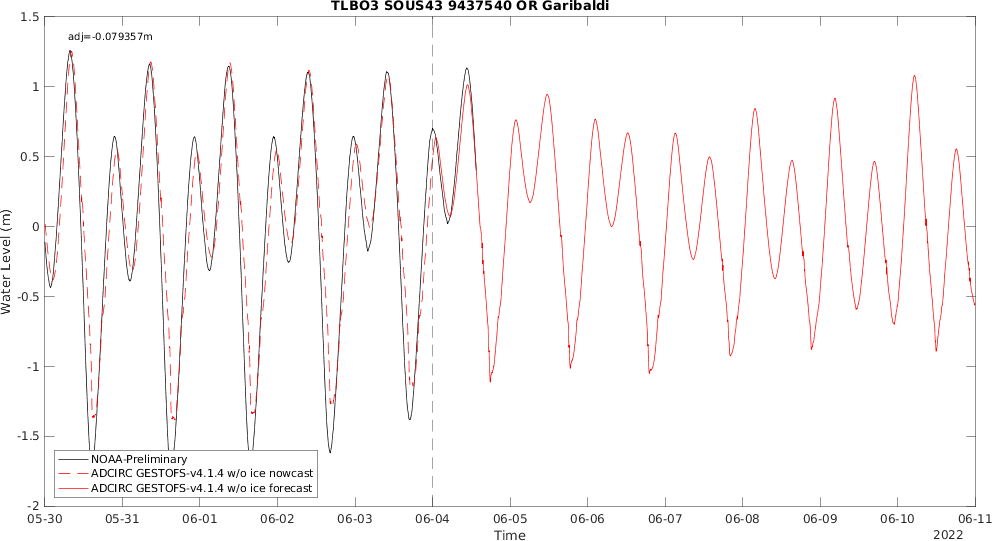 TLBO3 SOUS43 9437540 OR Garibaldi
adj=-0.079357m
1.5
1
0.5
0
-0.5
-1
-1.5
-2
Water Level (m)
NOAA-Preliminary
ADCIRC GESTOFS-v4.1.4 w/o ice nowcast
ADCIRC GESTOFS-v4.1.4 w/o ice forecast
05-30 05-31 06-01 06-02 06-03 06-04 06-05 06-06 06-07 06-08 06-09 06-10 06-11
Time
2022